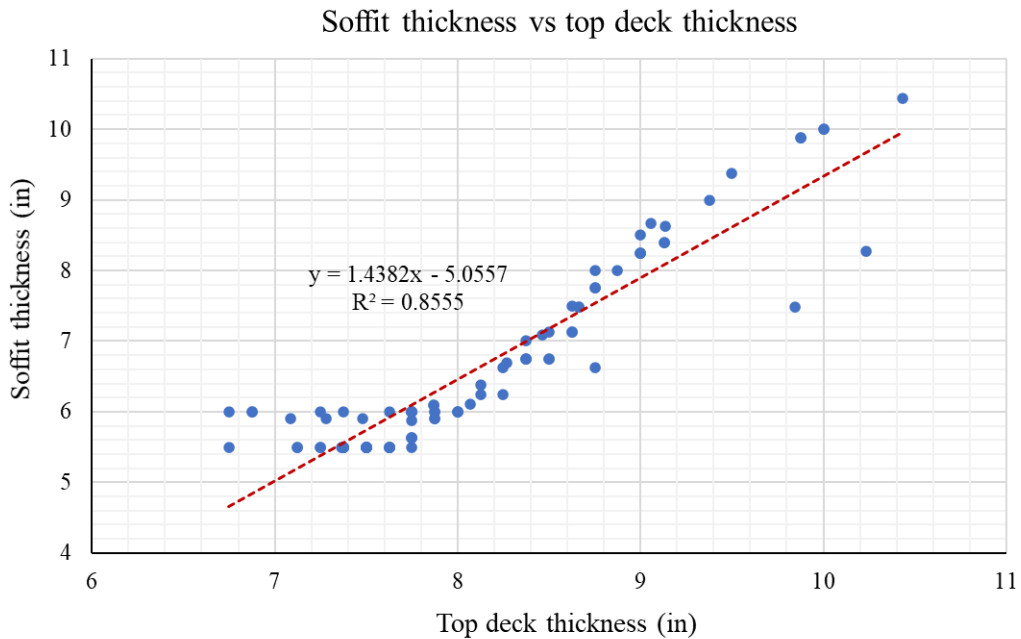 Soffit thickness vs top deck thickness
11
10
9
8
7
6
5
4
Soffit thickness (in)
y = 1.4382x - 5.0557
R² = 0.8555
6 7 8 9 10 11
Top deck thickness (in)